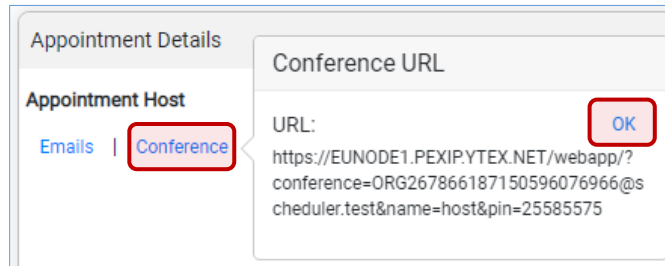 Appointment Details
Conference URL
Appointment Host
Emails | Conference
URL:
OK
https://EUNODE1.PEXIP.YTEX.NET/webapp/?
conference=ORG267866187150596076966@s
cheduler.test&name=host&pin=25585575